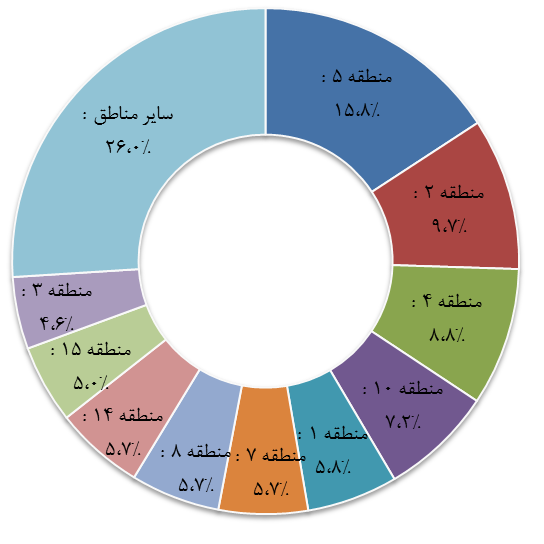 منطقه ۵ :
۱۵،۸٪
منطقه ۲ :
۹،۷٪
منطقه ۴ :
۸،۸٪
منطقه ۱۰ :
۷،۲٪
منطقه ۱ :
۵،۸٪
منطقه ۷ :
۵،۷٪
منطقه ۸ :
۵،۷٪
منطقه ۱۴ :
۵،۷٪
منطقه ۱۵ :
۵،۰٪
منطقه ۳ :
۴،۶٪
سایر مناطق :
۲۶،۰٪